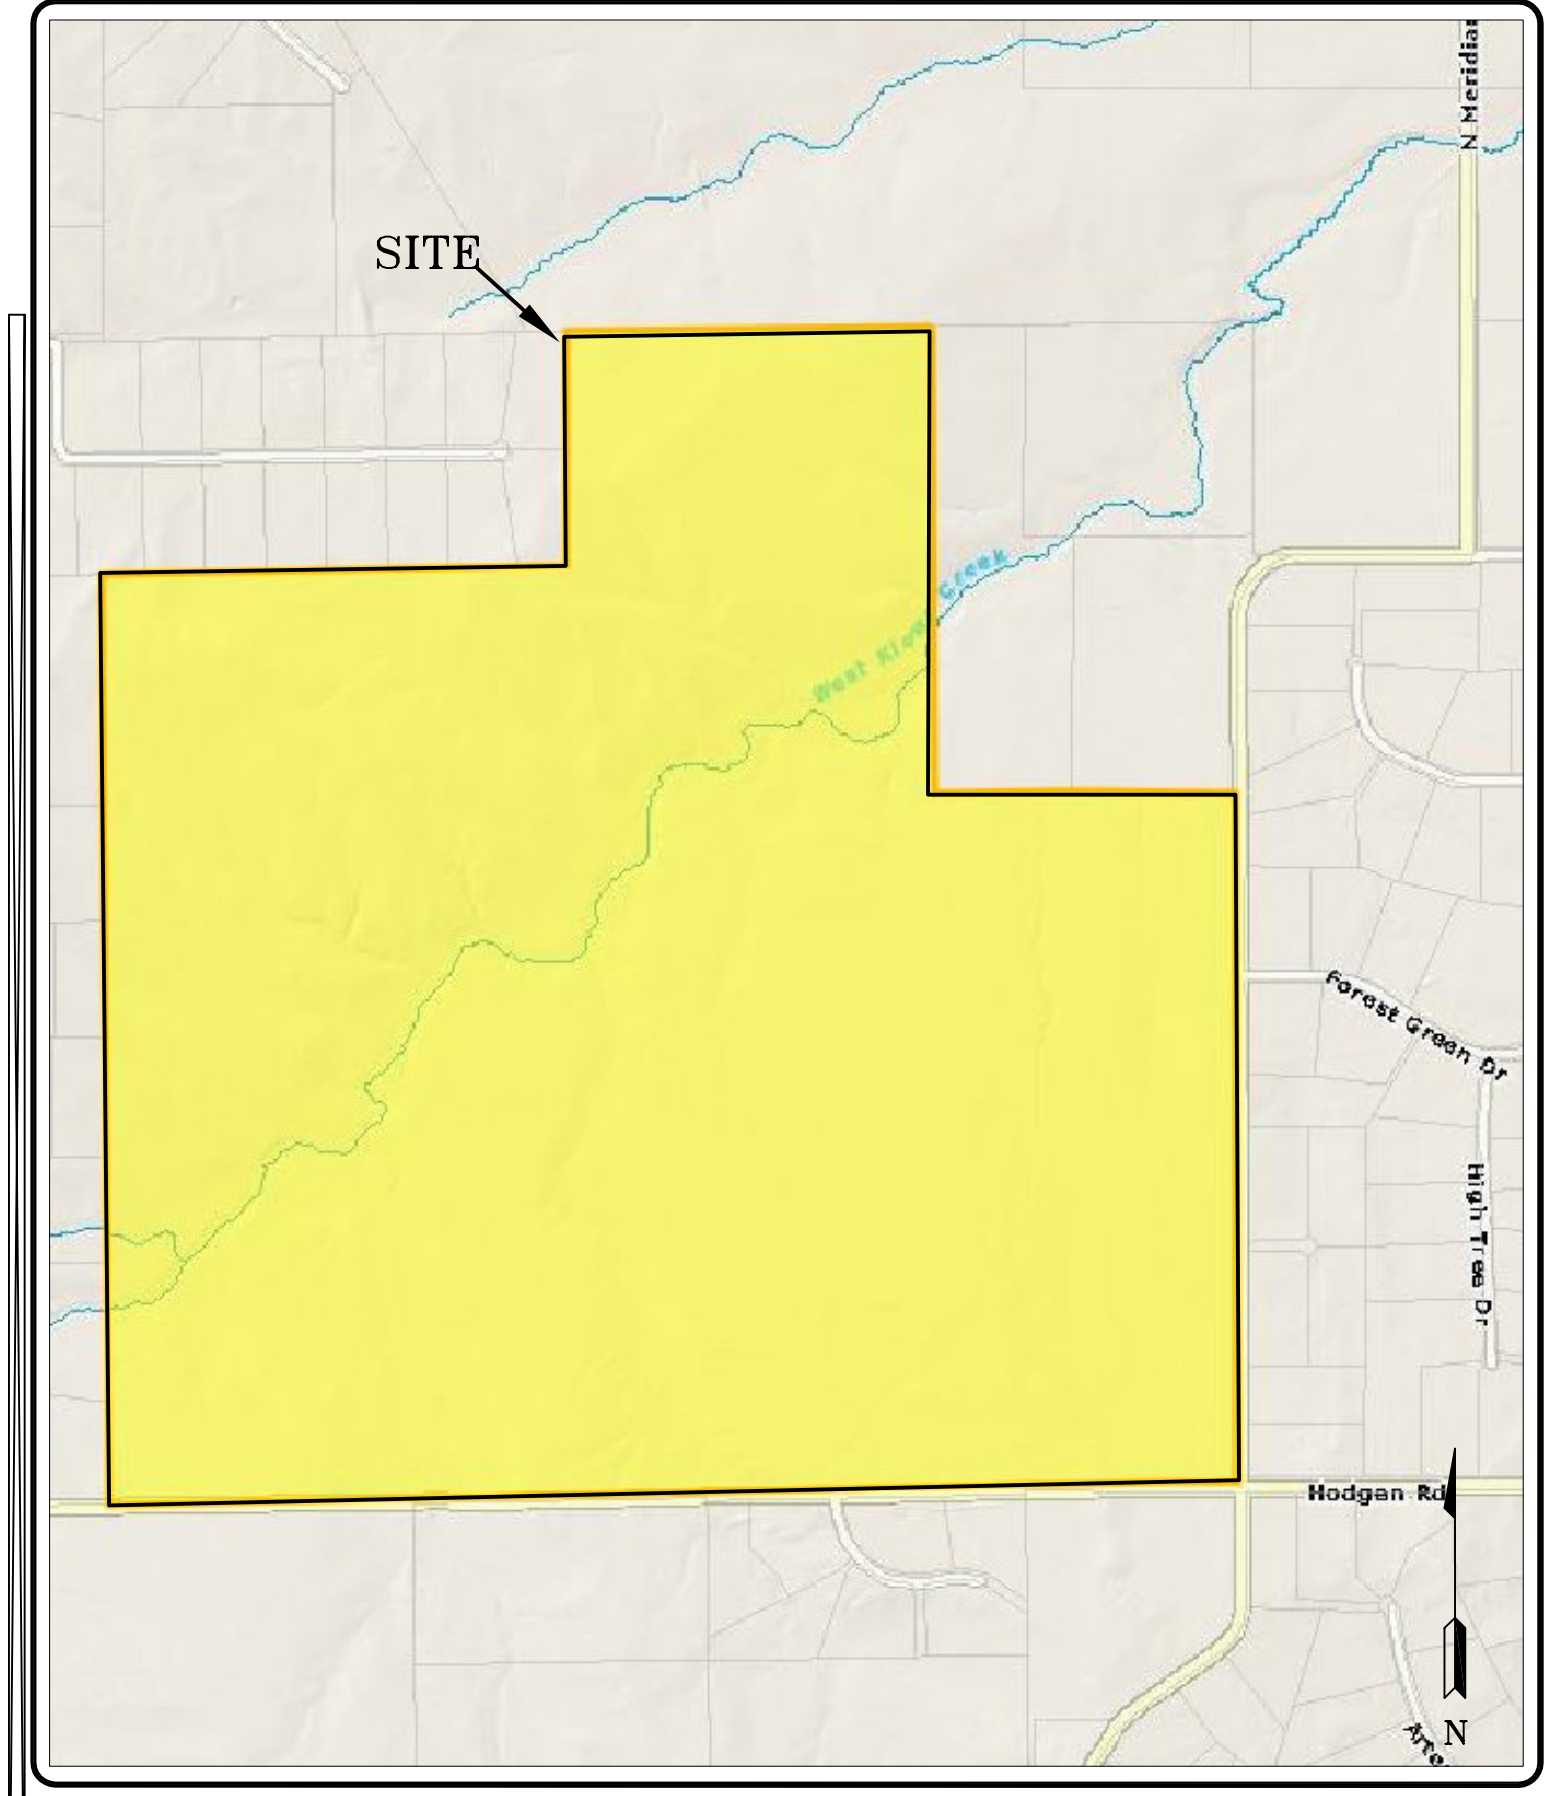 N Meridian
SITE
West Kiowa Creek
Forest Green Dr
High Tree Dr
Hodgen Rd
N